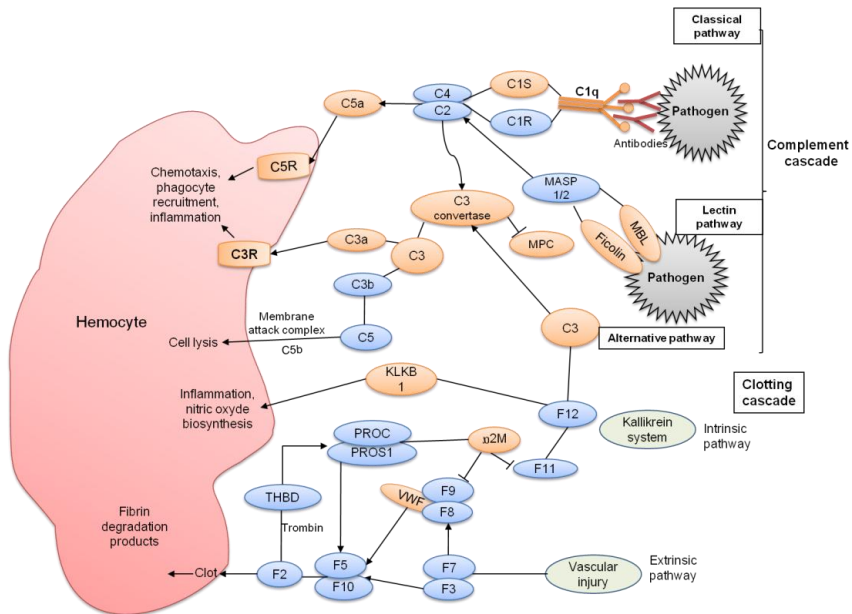 Classical
pathway
C5a
C4
C2
C1S
C1R
C1q
Antibodies
Pathogen
Complement
cascade
C5R
Chemotaxis,
phagocyte
recruitment,
inflammation
C3R
C3a
C3
C3
convertase
MPC
MASP
1/2
Lectin
pathway
MBL
Ficolin
Pathogen
C3b
C5
Hemocyte
Membrane
attack complex
C5b
Cell lysis
C3
Alternative pathway
KLKB
1
Inflammation,
nitric oxyde
biosynthesis
Clotting
cascade
F12
Kallikrein
system
Intrinsic
pathway
PROC
PROS1
α2M
F11
THBD
VWF
F9
F8
Fibrin
degradation
products
Trombin
Clot
F2
F5
F10
F7
F3
Vascular
injury
Extrinsic
pathway